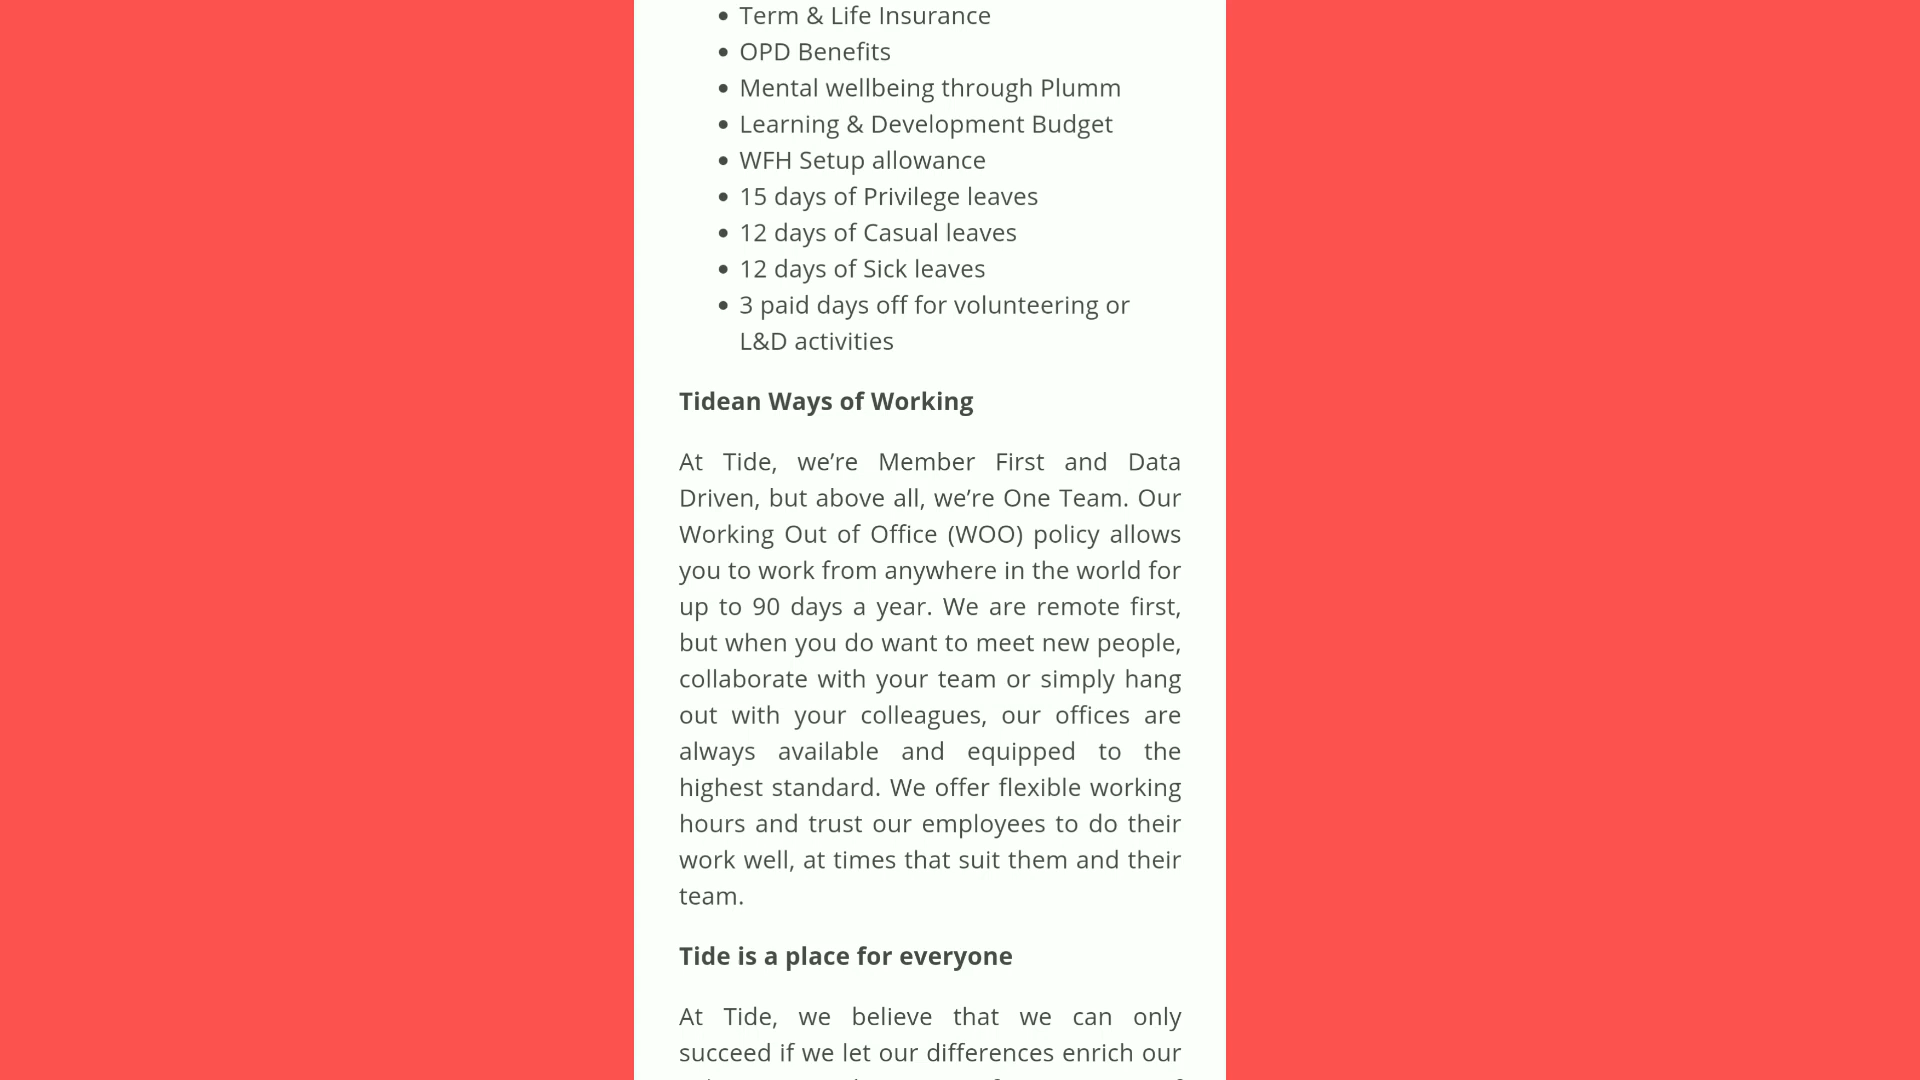 Term & Life Insurance
OPD Benefits
Mental wellbeing through Plumm
Learning & Development Budget
WFH Setup allowance
15 days of Privilege leaves
12 days of Casual leaves
12 days of Sick leaves
3 paid days off for volunteering or
L&D activities
Tidean Ways of Working
At Tide, we’re Member First and Data
Driven, but above all, we’re One Team. Our
Working Out of Office (WOO) policy allows
you to work from anywhere in the world for
up to 90 days a year. We are remote first,
but when you do want to meet new people,
collaborate with your team or simply hang
out with your colleagues, our offices are
always available and equipped to the
highest standard. We offer flexible working
hours and trust our employees to do their
work well, at times that suit them and their
team.
Tide is a place for everyone
At Tide, we believe that we can only
succeed if we let our differences enrich our